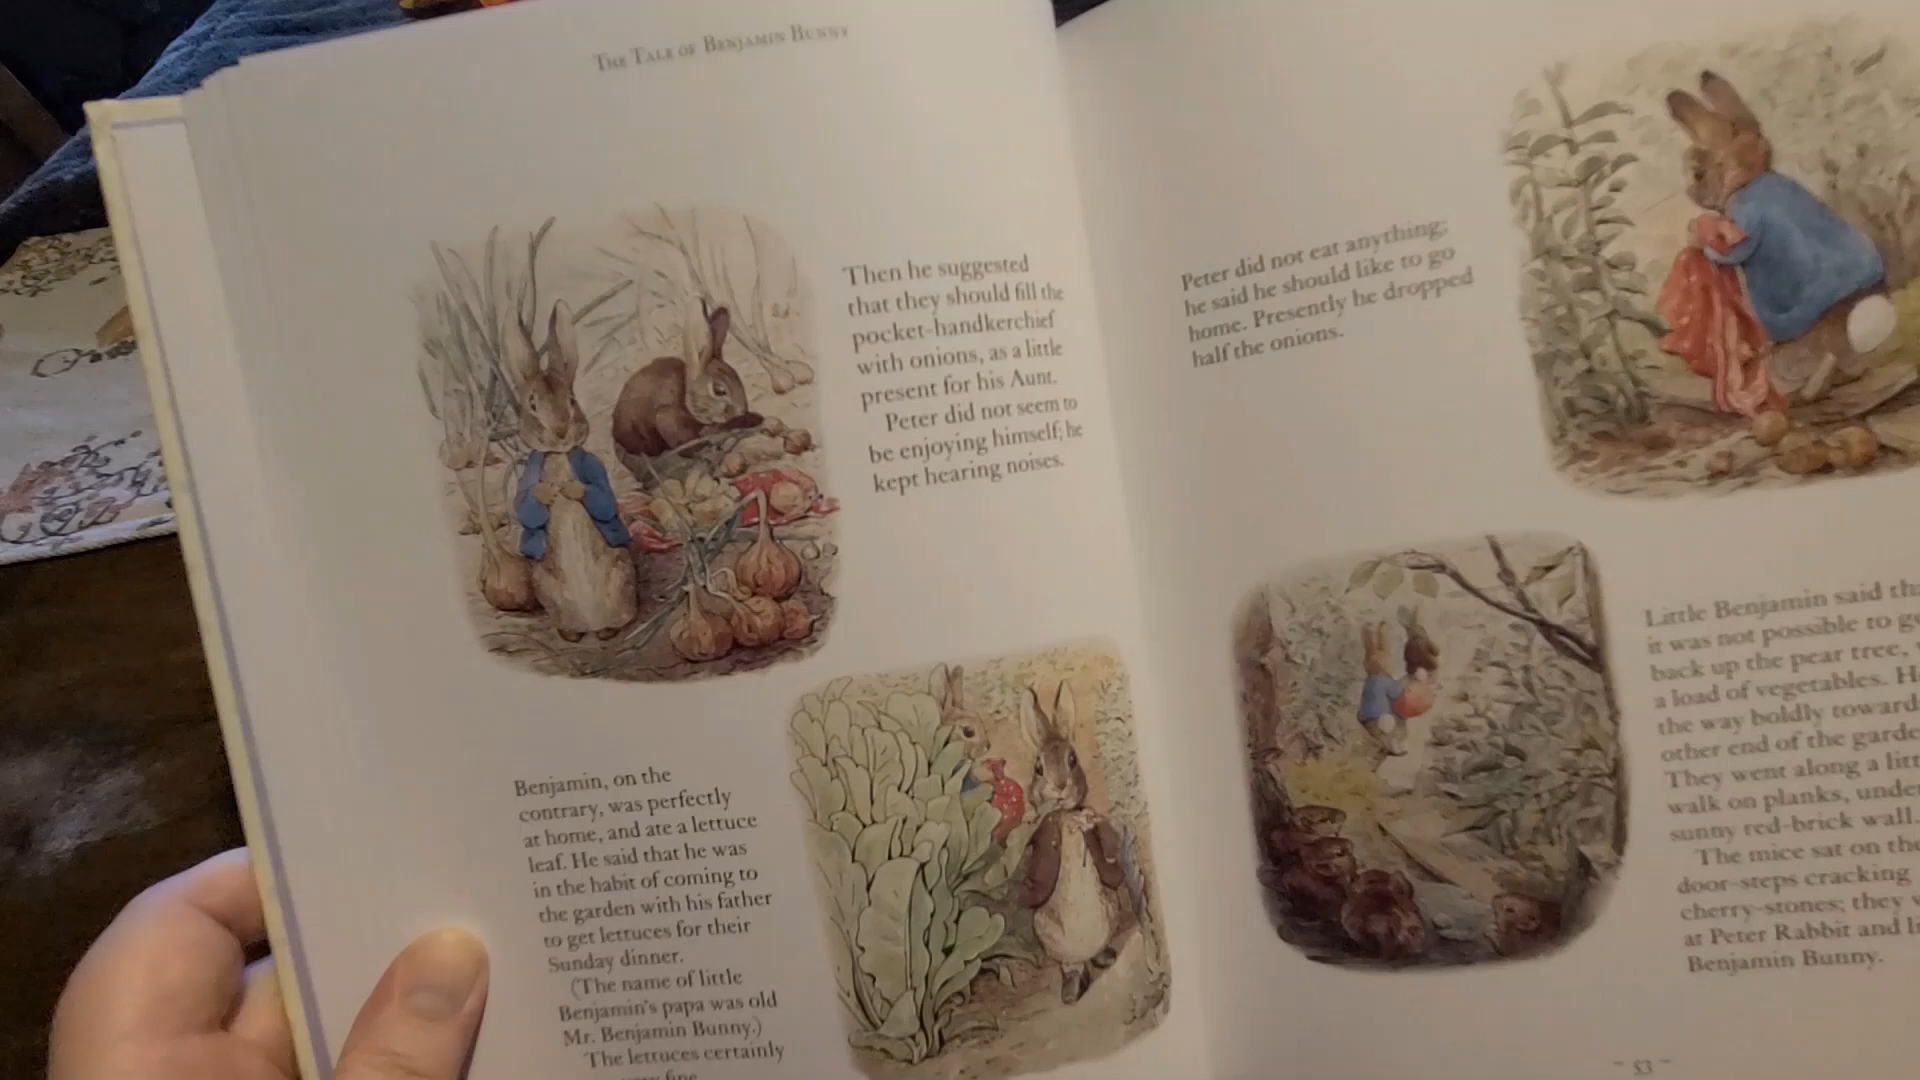 THE TALE OF BENJAMIN BUNNY
Then he suggested
that they should fill the
pocket-handkerchief
with onions, as a little
present for his Aunt.
Peter did not seem to
be enjoying himself; he
kept hearing noises.
Benjamin, on the
contrary, was perfectly
at home, and ate a lettuce
leaf. He said that he was
in the habit of coming to
the garden with his father
to get lettuces for their
Sunday dinner.
(The name of little
Benjamin's papa was old
Mr. Benjamin Bunny.)
The lettuces certainly
very fine.
Peter did not eat anything;
he said he should like to go
home. Presently he dropped
half the onions.
Little Benjamin said
it was not possible to
back up the pear tree,
a load of vegetables.
the way boldly
other end of the
They went along a
walk on planks, under
sunny red-brick wall.
The mice sat on
door-steps cracking
cherry-stones; they
at Peter Rabbit and
Benjamin Bunny.
~ 53 ~